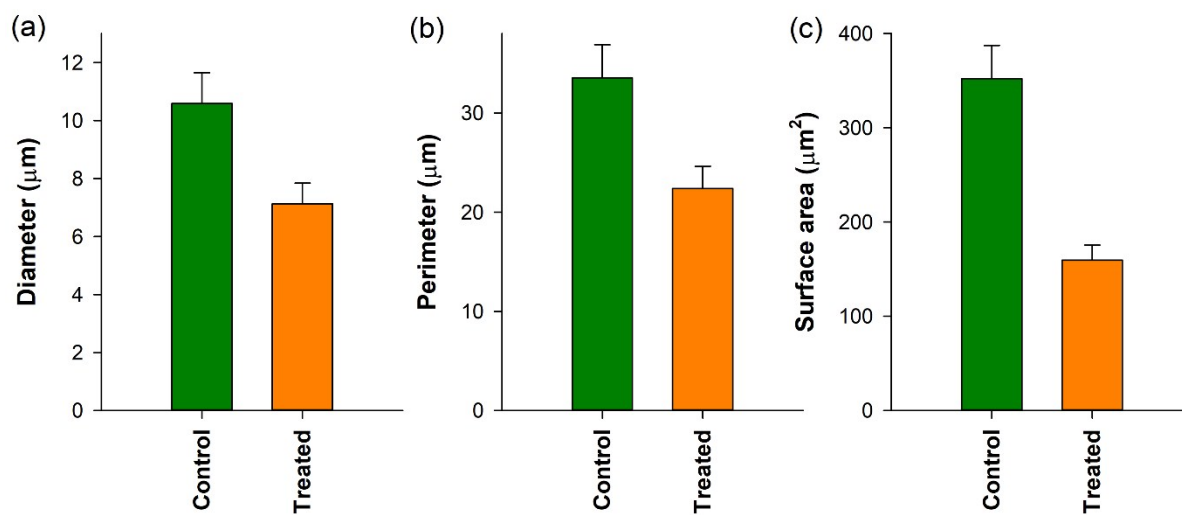 (a)
Diameter (μm)
12
10
8
6
4
2
0
Control
Treated
(b)
Perimeter (μm)
30
20
10
0
Control
Treated
(c)
Surface area (μm²)
400
300
200
100
0
Control
Treated